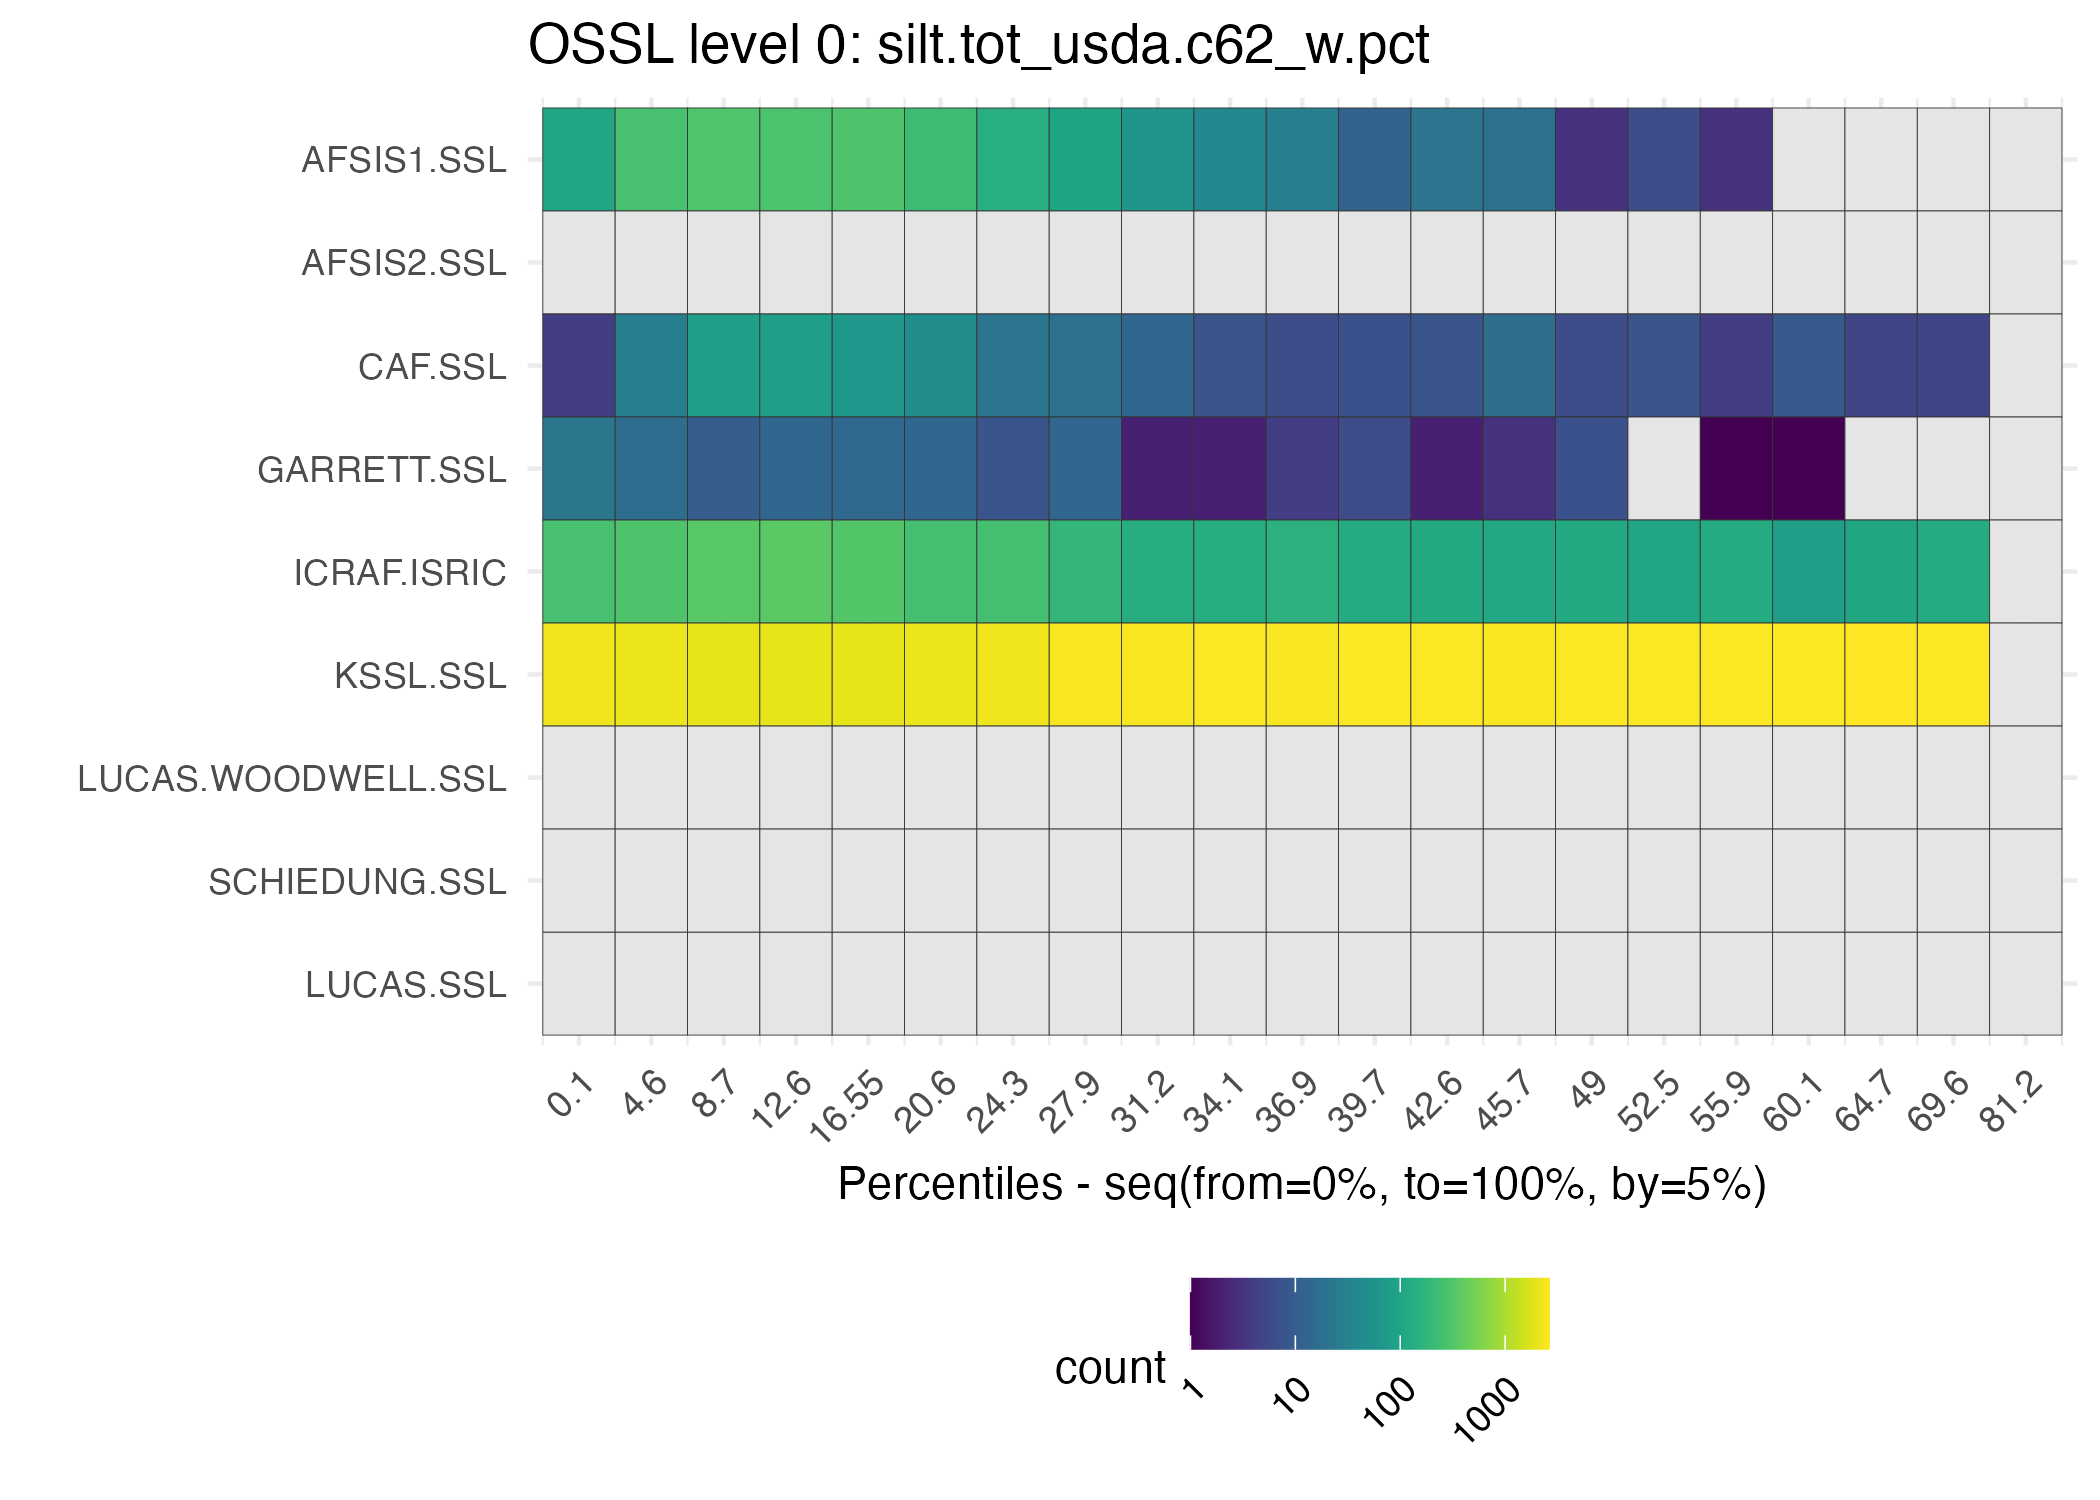 OSSL level 0: silt.tot_usda.c62_w.pct
AFSIS1.SSL
AFSIS2.SSL
CAF.SSL
GARRETT.SSL
ICRAF.ISRIC
KSSL.SSL
LUCAS.WOODWELL.SSL
SCHIEDUNG.SSL
LUCAS.SSL
0.1 4.6 8.7 12.6 16.55 20.6 24.3 27.9 31.2 34.1 36.9 39.7 42.6 45.7 49 52.5 55.9 60.1 64.7 69.6 81.2
Percentiles - seq(from=0%, to=100%, by=5%)
count
1 10 100 1000